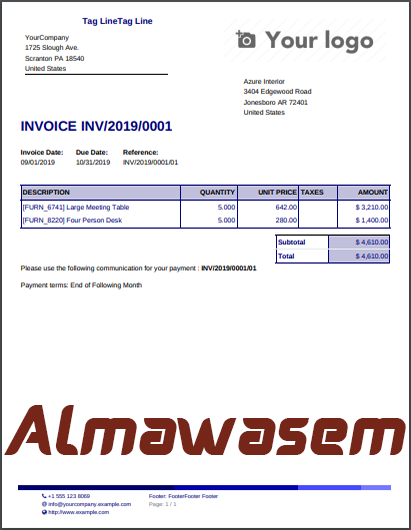 Tag LineTag Line
YourCompany
1725 Slough Ave.
Scranton PA 18540
United States
Your logo
Azure Interior
3404 Edgewood Road
Jonesboro AR 72401
United States
INVOICE INV/2019/0001
Invoice Date: Due Date: Reference:
09/01/2019 10/31/2019 INV/2019/0001/01
DESCRIPTION QUANTITY UNIT PRICE TAXES AMOUNT
[FURN_6741] Large Meeting Table 5.000 642.00 $ 3,210.00
[FURN_8220] Four Person Desk 5.000 280.00 $ 1,400.00
Subtotal $ 4,610.00
Total $ 4,610.00
Please use the following communication for your payment : INV/2019/0001/01
Payment terms: End of Following Month
Almawasem
+1 555 123 8069 Footer: FooterFooter Footer
info@yourcompany.example.com Page: 1 / 1
http://www.example.com